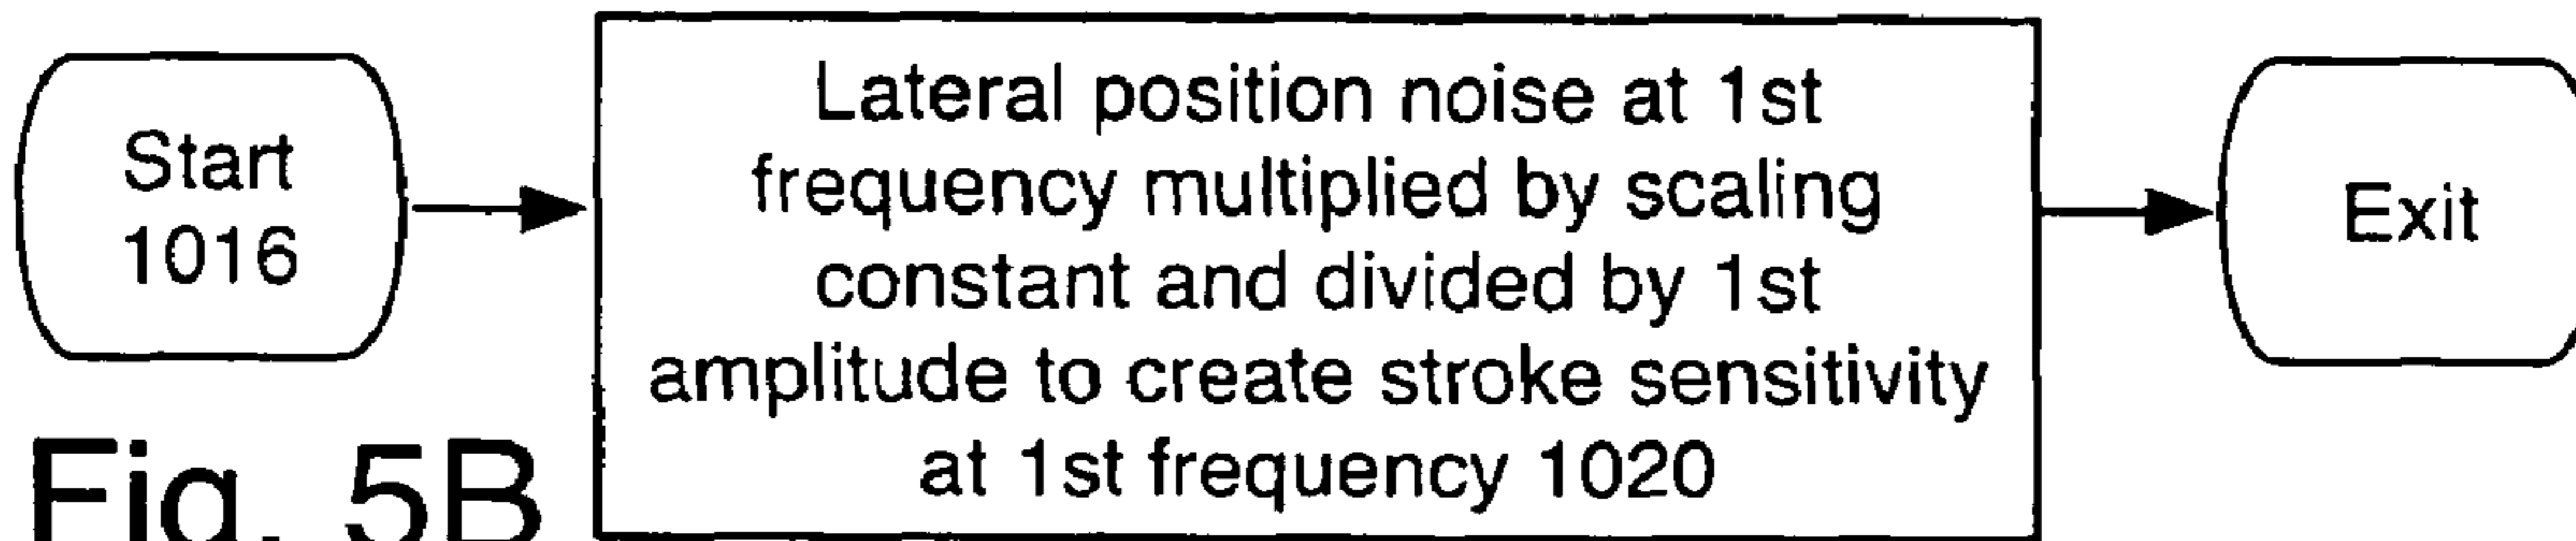 Start
1016
Lateral position noise at 1st
frequency multiplied by scaling
constant and divided by 1st
amplitude to create stroke sensitivity
at 1st frequency 1020
Exit
Fig. 5B